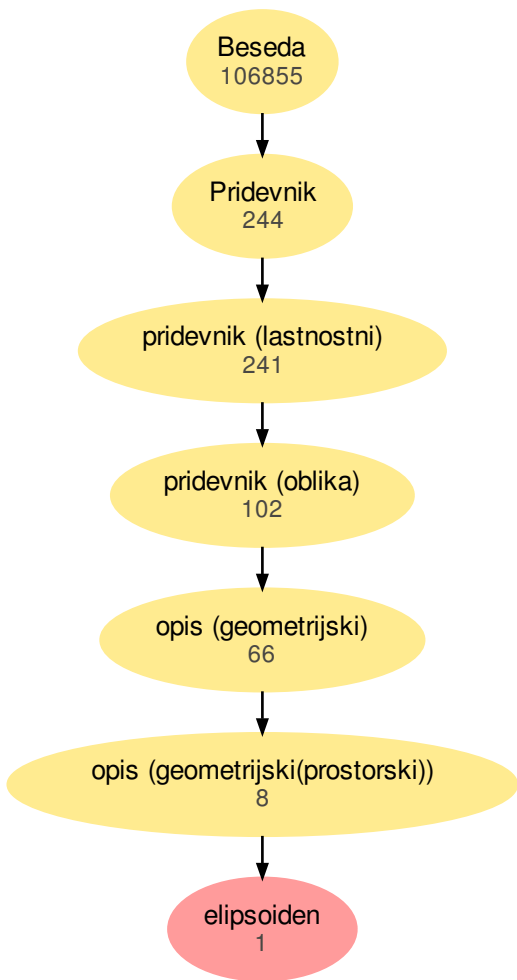 Beseda
106855
Pridevnik
244
pridevnik (lastnostni)
241
pridevnik (oblika)
102
opis (geometrijski)
66
opis (geometrijski(prostorski))
8
elipsoiden
1